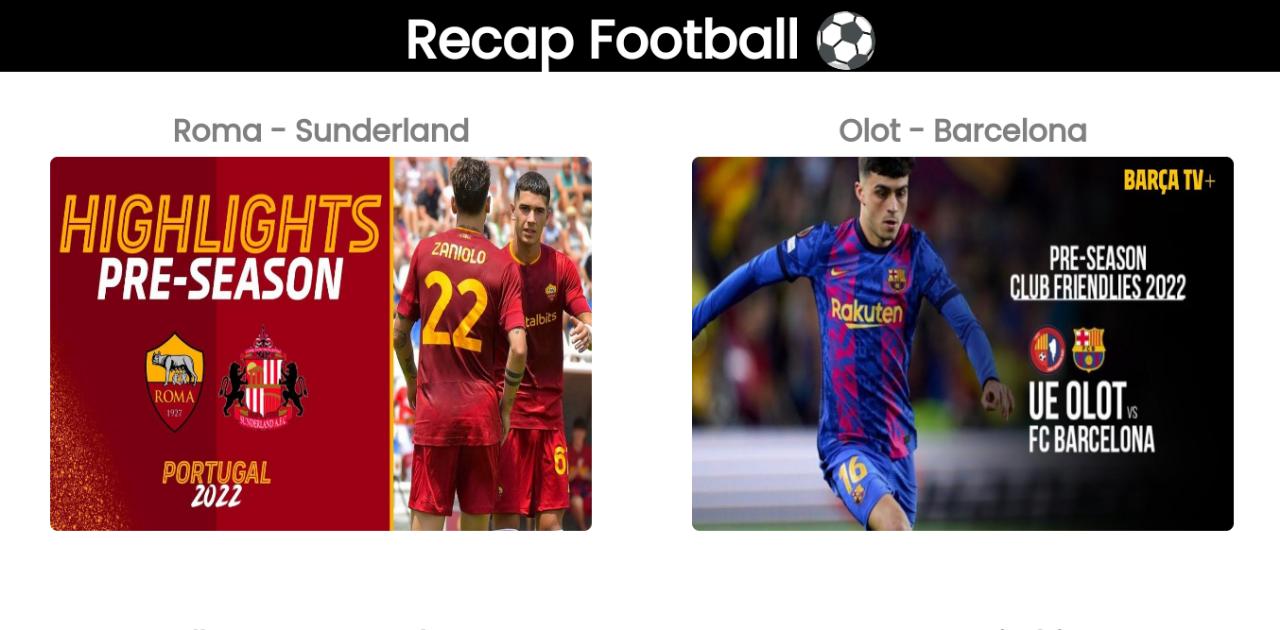 Recap Football
Roma - Sunderland
Olot - Barcelona
HIGHLIGHTS
PRE-SEASON
ROMA
1927
SUNDERLAND A.F.C
PORTUGAL
2022
ZANIOLO
22
talbits
6
BARÇA TV+
PRE-SEASON
CLUB FRIENDLIES 2022
FCB
Rakuten
UE OLOT VS
FC BARCELONA
16